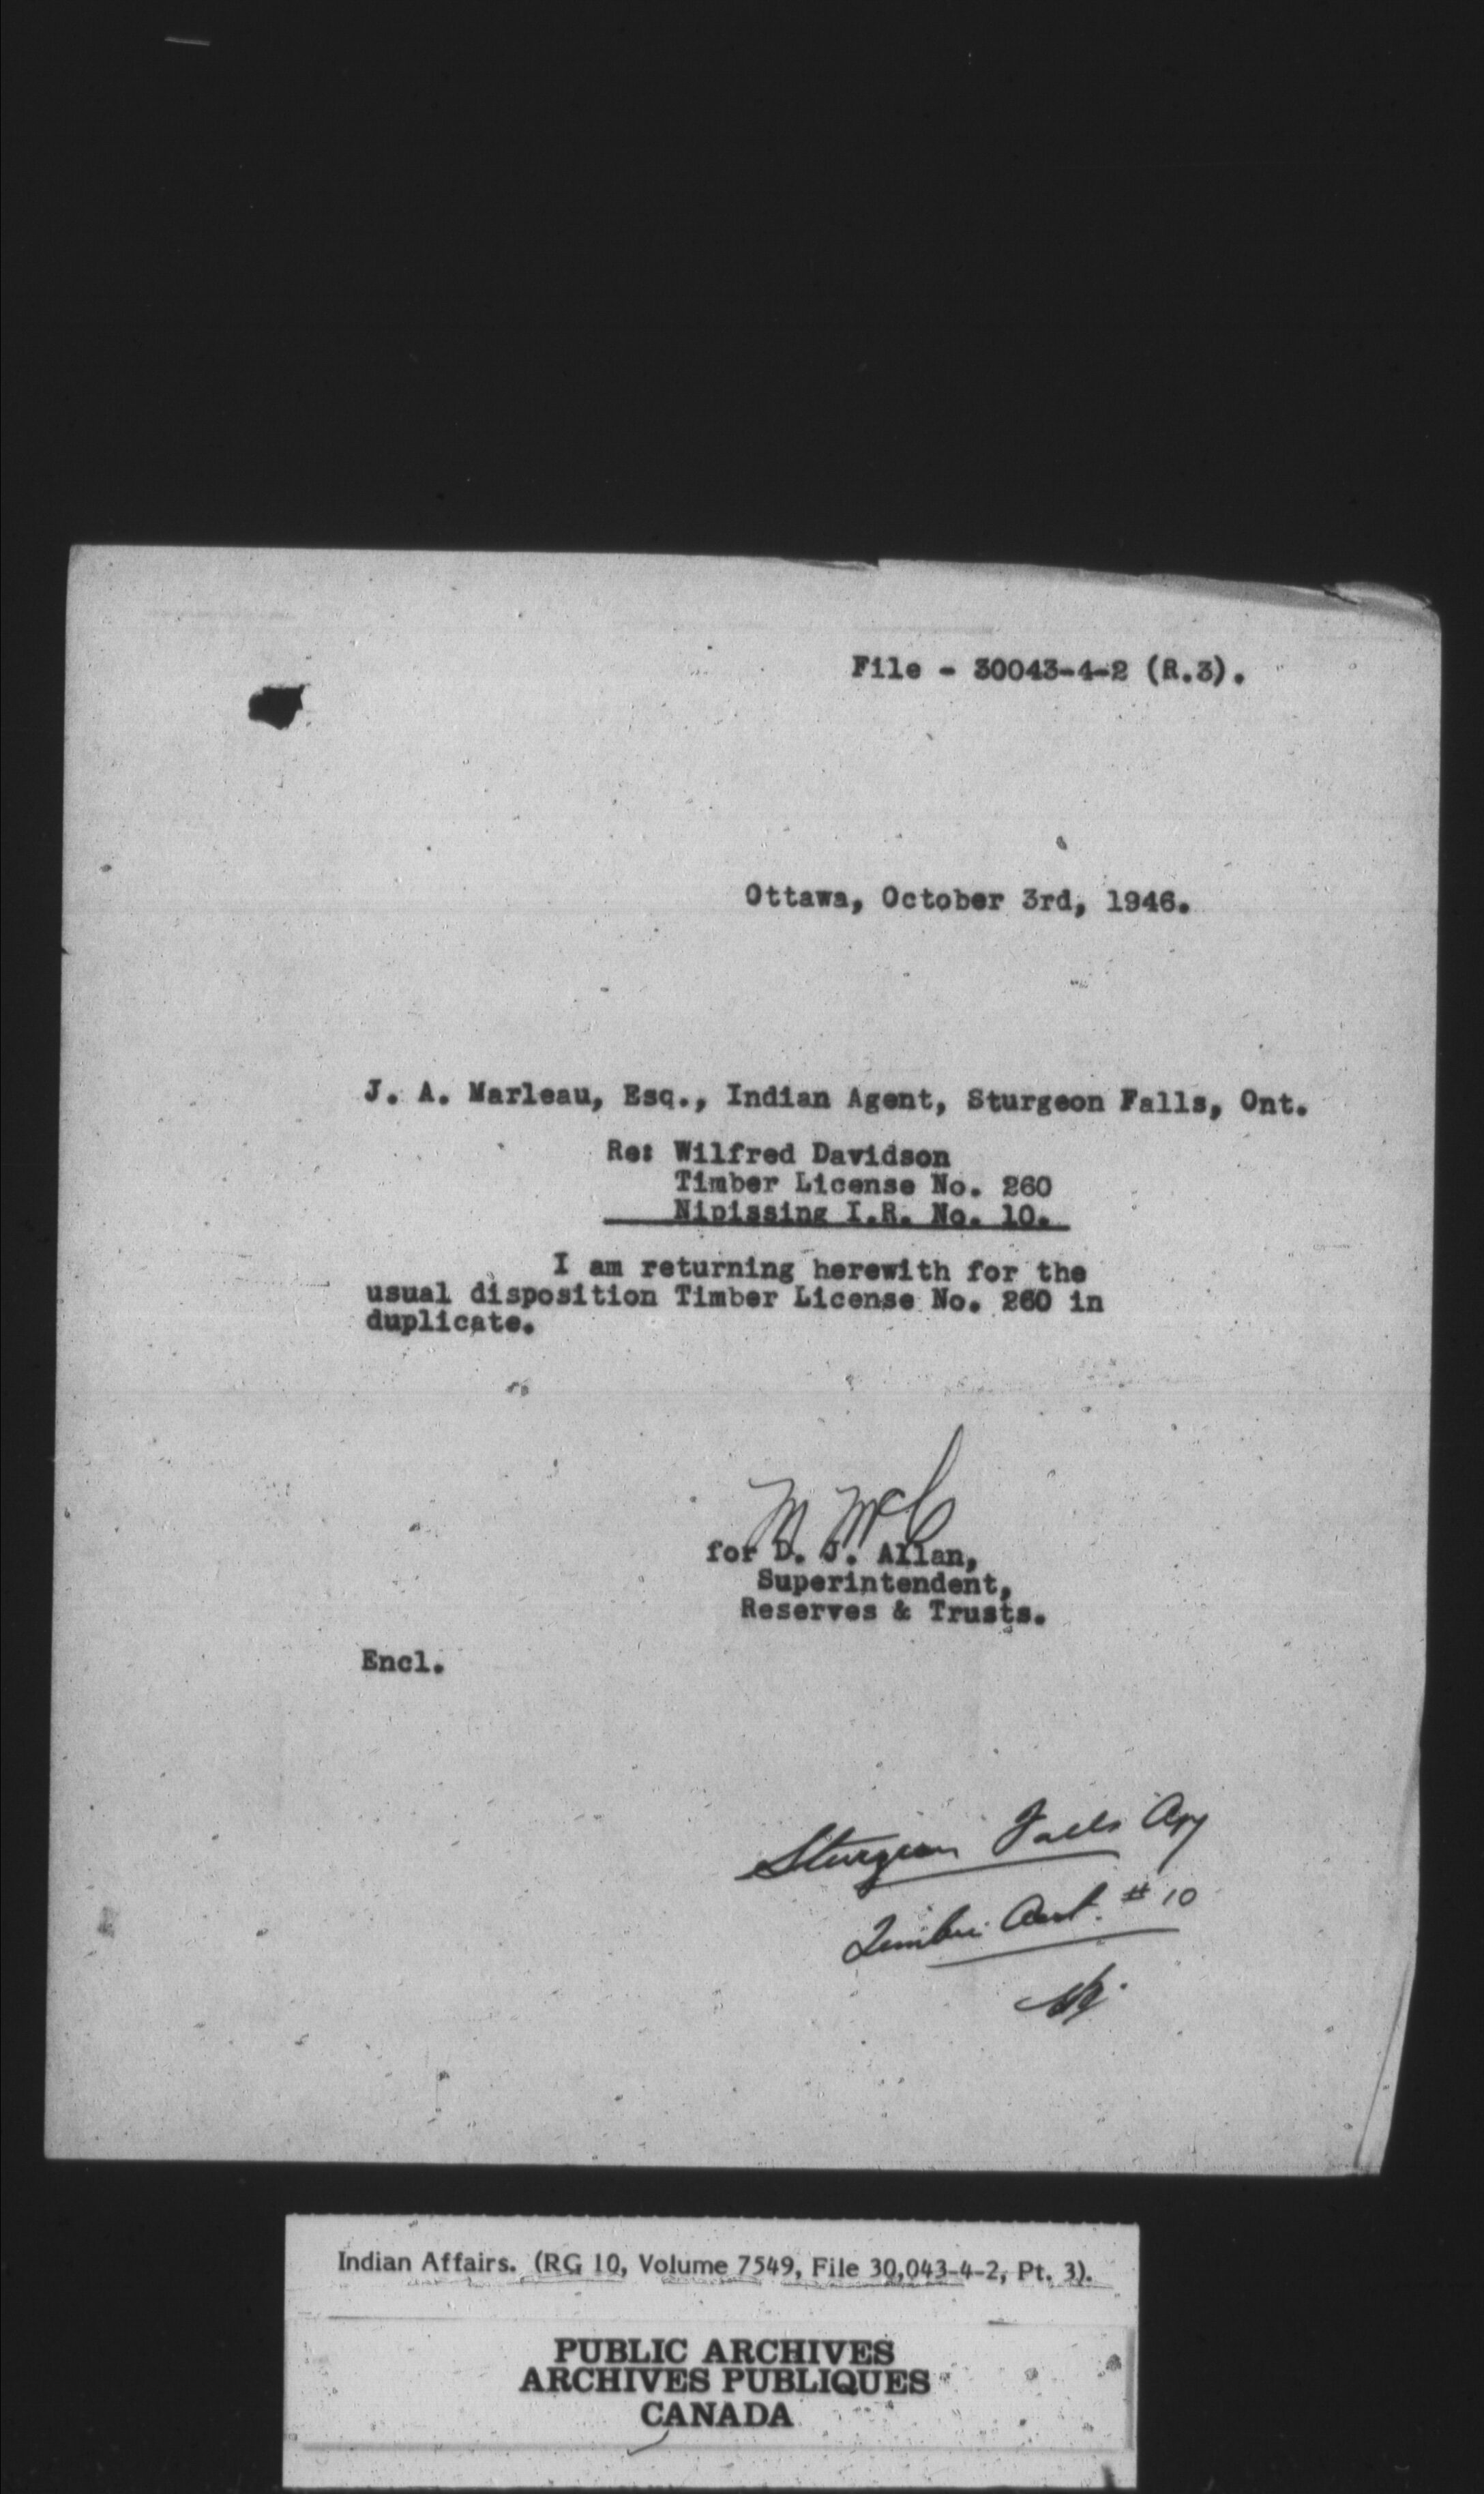 File - 30043-4-2 (R.3).
Ottawa, October 3rd, 1946.
J. A. Marleau, Esq., Indian Agent, Sturgeon Falls, Ont.
Re: Wilfred Davidson
Timber License No. 260
Nipissing I.R. No. 10.
I am returning herewith for the
usual disposition Timber License No. 260 in
duplicate.
M McC
for D. J. Allan,
Superintendent,
Reserves & Trusts.
Encl.
Sturgeon Falls Agy
Timber #10
Indian Affairs. (RG 10, Volume 7549, File 30,043-4-2, Pt. 3).
PUBLIC ARCHIVES
ARCHIVES PUBLIQUES
CANADA